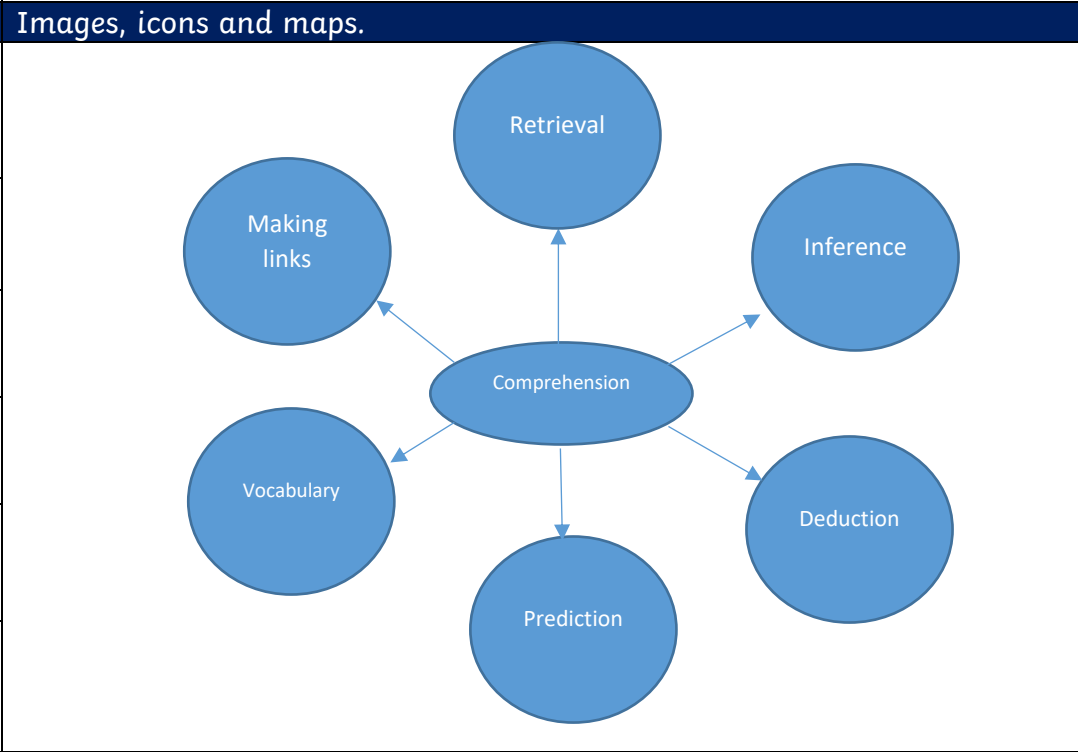 Images, icons and maps.
Retrieval
Making
links
Inference
Comprehension
Vocabulary
Deduction
Prediction